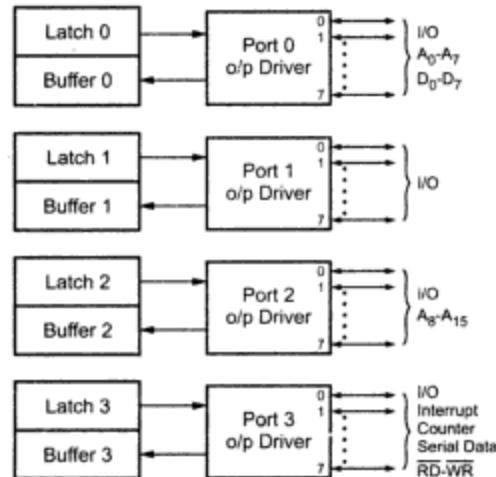 Latch 0
Buffer 0
Port 0
o/p Driver
0
1
7
I/O
A0-A7
D0-D7
Latch 1
Buffer 1
Port 1
o/p Driver
0
1
7
I/O
Latch 2
Buffer 2
Port 2
o/p Driver
0
1
7
I/O
A8-A15
Latch 3
Buffer 3
Port 3
o/p Driver
0
1
7
I/O
Interrupt
Counter
Serial Data
R̅D̅-W̅R̅